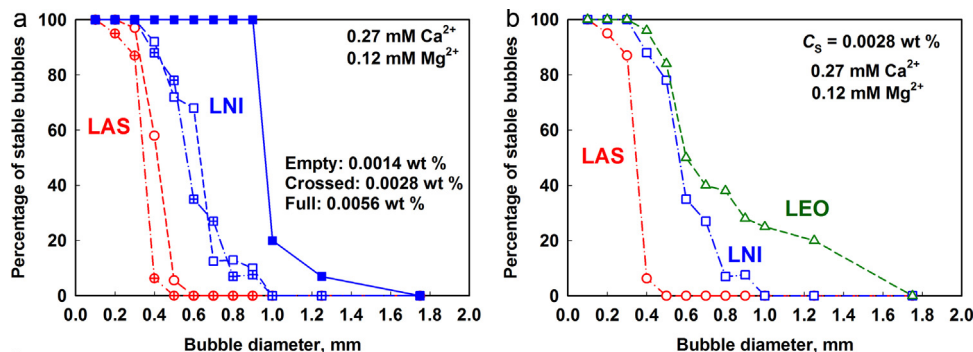 a
Percentage of stable bubbles
100
80
60
40
20
0
0.27 mM Ca²⁺
0.12 mM Mg²⁺
LAS
LNI
Empty: 0.0014 wt %
Crossed: 0.0028 wt %
Full: 0.0056 wt %
0.0 0.2 0.4 0.6 0.8 1.0 1.2 1.4 1.6 1.8 2.0
Bubble diameter, mm
b
Percentage of stable bubbles
100
80
60
40
20
0
Cₛ = 0.0028 wt %
0.27 mM Ca²⁺
0.12 mM Mg²⁺
LAS
LEO
LNI
0.0 0.2 0.4 0.6 0.8 1.0 1.2 1.4 1.6 1.8 2.0
Bubble diameter, mm